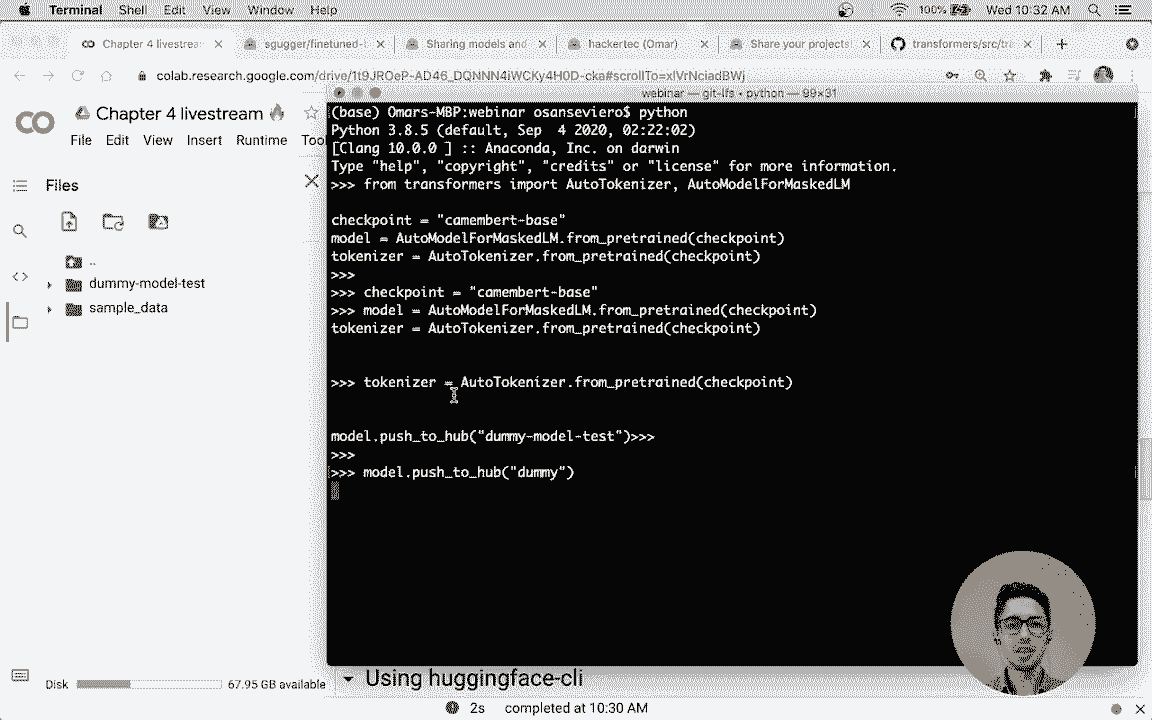 Terminal Shell Edit View Window Help 100% Wed 10:32 AM
Chapter 4 livestrea
sgugger/finetuned-
Sharing models and
hackertec (Omar)
Share your projects!
transformers/src/tra
colab.research.google.com/drive/1t9JROeP-AD46_DQNNN4iWCKy4H0D-cka#scrollTo=xlVrNciadBWj
webinar — git-lfs • python — 99×31
Chapter 4 livestream
File Edit View Insert Runtime Too
Files
..
dummy-model-test
sample_data
(base) Omars-MBP:webinar osanseviero$ python
Python 3.8.5 (default, Sep  4 2020, 02:22:02)
[Clang 10.0.0 ] :: Anaconda, Inc. on darwin
Type "help", "copyright", "credits" or "license" for more information.
>>> from transformers import AutoTokenizer, AutoModelForMaskedLM
checkpoint = "camembert-base"
model = AutoModelForMaskedLM.from_pretrained(checkpoint)
tokenizer = AutoTokenizer.from_pretrained(checkpoint)
>>>
>>> checkpoint = "camembert-base"
>>> model = AutoModelForMaskedLM.from_pretrained(checkpoint)
tokenizer = AutoTokenizer.from_pretrained(checkpoint)
>>> tokenizer = AutoTokenizer.from_pretrained(checkpoint)
model.push_to_hub("dummy-model-test")>>>
>>>
>>> model.push_to_hub("dummy")
Using huggingface-cli
Disk 67.95 GB available
2s completed at 10:30 AM